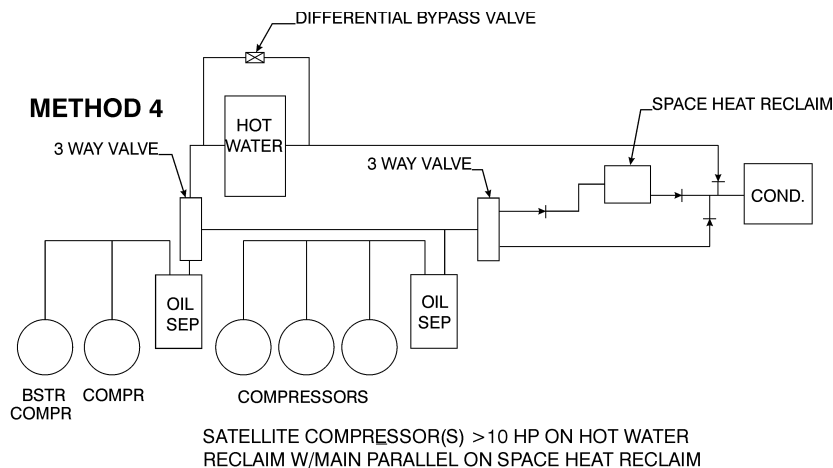 DIFFERENTIAL BYPASS VALVE
METHOD 4
SPACE HEAT RECLAIM
HOT
WATER
3 WAY VALVE
3 WAY VALVE
COND.
OIL
SEP
OIL
SEP
BSTR
COMPR
COMPR
COMPRESSORS
SATELLITE COMPRESSOR(S) >10 HP ON HOT WATER
RECLAIM W/MAIN PARALLEL ON SPACE HEAT RECLAIM